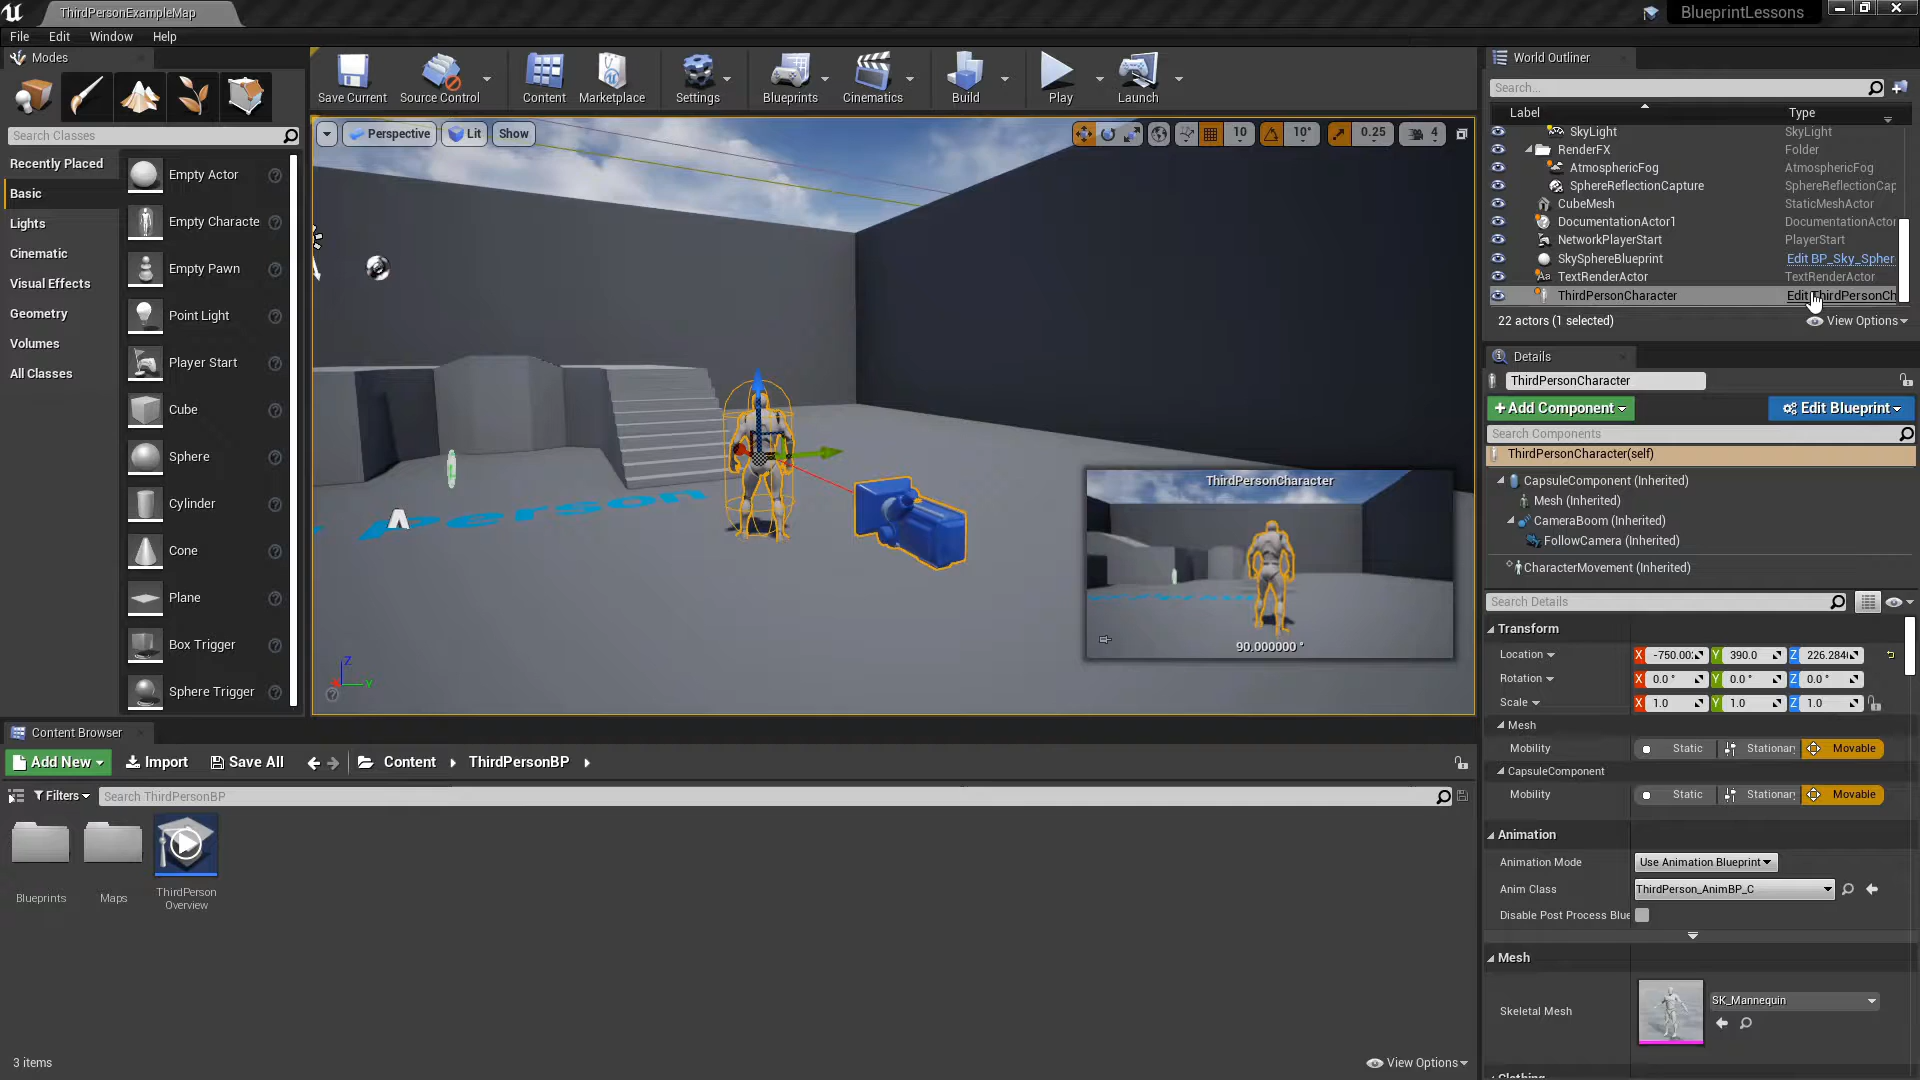 ThirdPersonExampleMap
BlueprintLessons
File Edit Window Help
Modes
Search Classes
Recently Placed
Basic
Lights
Cinematic
Visual Effects
Geometry
Volumes
All Classes
Empty Actor
Empty Characte
Empty Pawn
Point Light
Player Start
Cube
Sphere
Cylinder
Cone
Plane
Box Trigger
Sphere Trigger
Save Current
Source Control
Content
Marketplace
Settings
Blueprints
Cinematics
Build
Play
Launch
Perspective
Lit
Show
10
10°
0.25
4
Person
Z
Y
ThirdPersonCharacter
90.000000 °
World Outliner
Search...
Label Type
SkyLight SkyLight
RenderFX Folder
AtmosphericFog AtmosphericFog
SphereReflectionCapture SphereReflectionCap
CubeMesh StaticMeshActor
DocumentationActor1 DocumentationActor
NetworkPlayerStart PlayerStart
SkySphereBlueprint Edit BP_Sky_Spher
TextRenderActor TextRenderActor
ThirdPersonCharacter Edit ThirdPersonCh
22 actors (1 selected)
View Options
Details
ThirdPersonCharacter
+Add Component
Edit Blueprint
Search Components
ThirdPersonCharacter(self)
CapsuleComponent (Inherited)
Mesh (Inherited)
CameraBoom (Inherited)
FollowCamera (Inherited)
CharacterMovement (Inherited)
Search Details
Transform
Location X -750.00 Y 390.0 Z 226.284
Rotation X 0.0 ° Y 0.0 ° Z 0.0 °
Scale X 1.0 Y 1.0 Z 1.0
Mesh
Mobility Static Stationar Movable
CapsuleComponent
Mobility Static Stationar Movable
Animation
Animation Mode Use Animation Blueprint
Anim Class ThirdPerson_AnimBP_C
Disable Post Process Blue
Mesh
Skeletal Mesh SK_Mannequin
Content Browser
Add New Import Save All Content ThirdPersonBP
Filters Search ThirdPersonBP
Blueprints
Maps
ThirdPerson
Overview
3 items
View Options